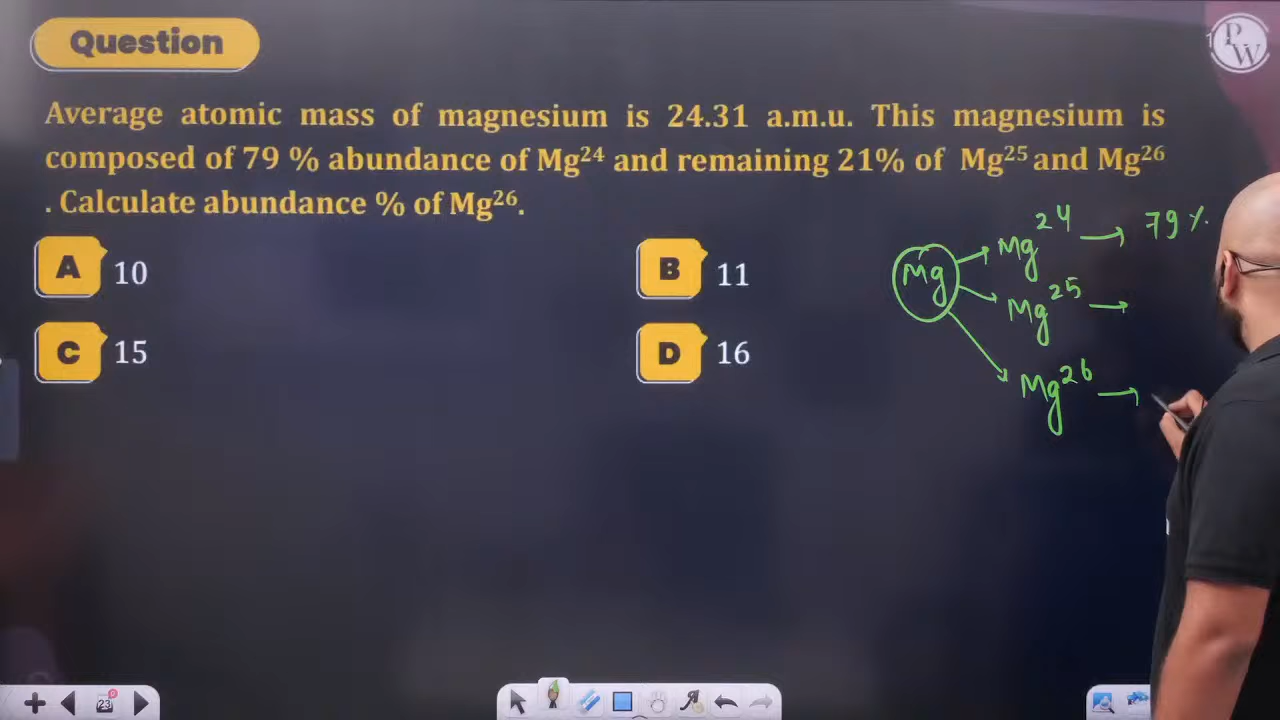 Question
PW
Average atomic mass of magnesium is 24.31 a.m.u. This magnesium is
composed of 79 % abundance of Mg²⁴ and remaining 21% of Mg²⁵ and Mg²⁶
. Calculate abundance % of Mg²⁶.
A 10
B 11
C 15
D 16
Mg
Mg²⁴ → 79 %
Mg²⁵ →
Mg²⁶ →
23